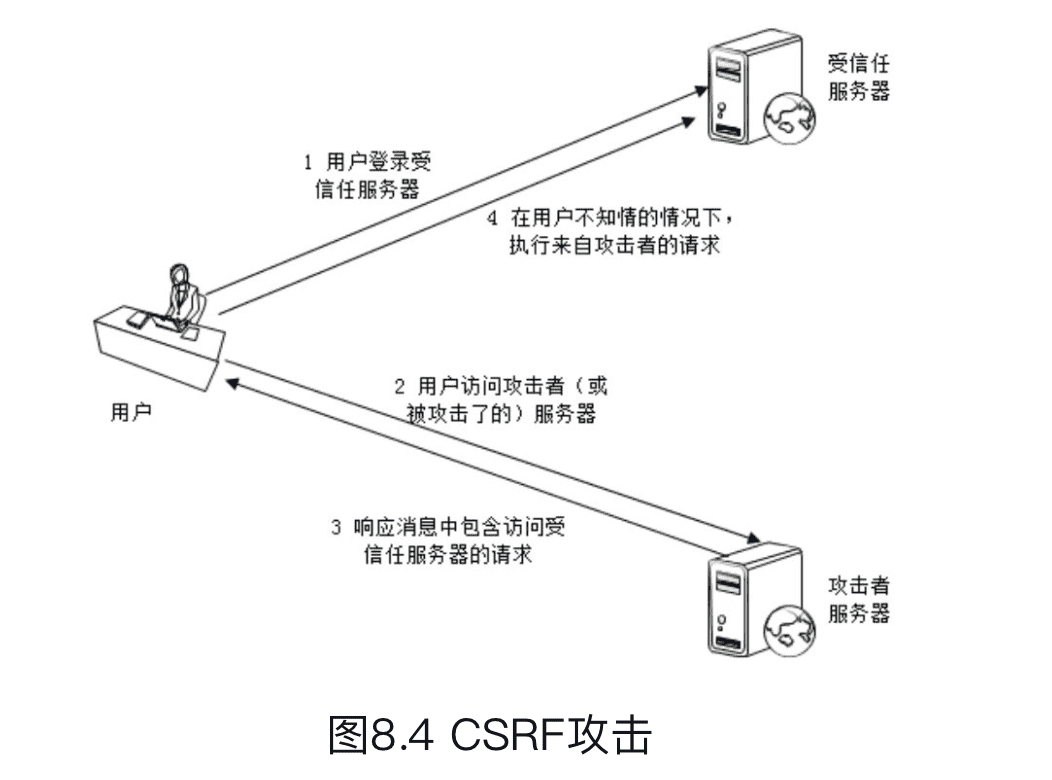 受信任
服务器
1 用户登录受
信任服务器
4 在用户不知情的情况下，
执行来自攻击者的请求
2 用户访问攻击者（或
被攻击了的）服务器
用户
3 响应消息中包含访问受
信任服务器的请求
攻击者
服务器
图8.4 CSRF攻击